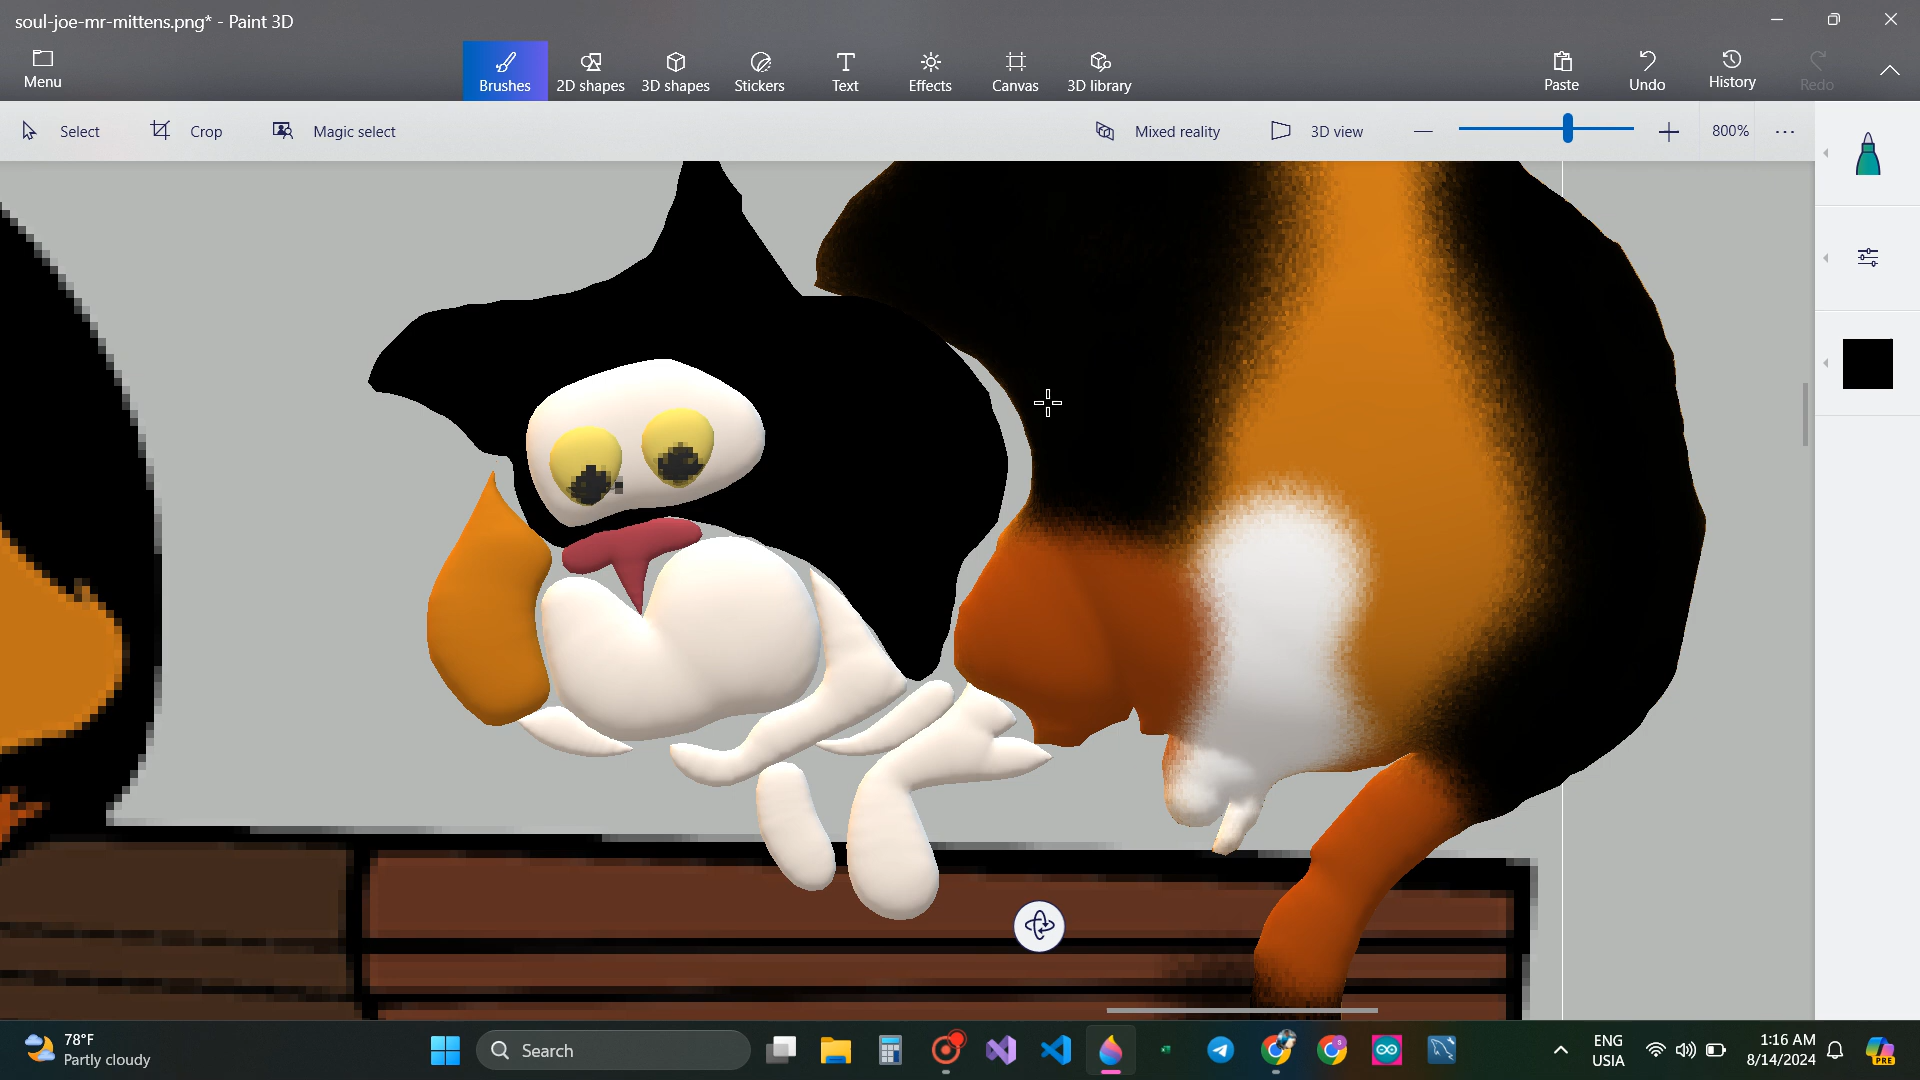 soul-joe-mr-mittens.png* - Paint 3D
Menu
Brushes
2D shapes
3D shapes
Stickers
Text
Effects
Canvas
3D library
Paste
Undo
History
Redo
Select
Crop
Magic select
Mixed reality
3D view
800%
78°F
Partly cloudy
Search
PRE
ENG
USIA
1:16 AM
8/14/2024